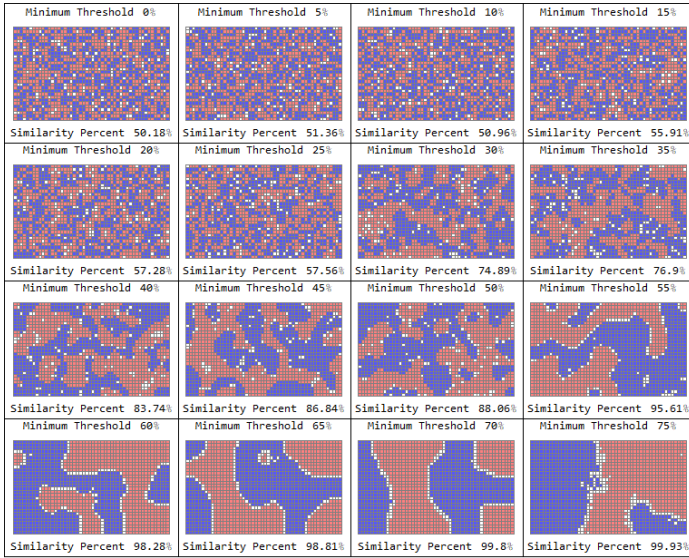 Minimum Threshold 0%
Minimum Threshold 5%
Minimum Threshold 10%
Minimum Threshold 15%
Similarity Percent 50.18%
Similarity Percent 51.36%
Similarity Percent 50.96%
Similarity Percent 55.91%
Minimum Threshold 20%
Minimum Threshold 25%
Minimum Threshold 30%
Minimum Threshold 35%
Similarity Percent 57.28%
Similarity Percent 57.56%
Similarity Percent 74.89%
Similarity Percent 76.9%
Minimum Threshold 40%
Minimum Threshold 45%
Minimum Threshold 50%
Minimum Threshold 55%
Similarity Percent 83.74%
Similarity Percent 86.84%
Similarity Percent 88.06%
Similarity Percent 95.61%
Minimum Threshold 60%
Minimum Threshold 65%
Minimum Threshold 70%
Minimum Threshold 75%
Similarity Percent 98.28%
Similarity Percent 98.81%
Similarity Percent 99.8%
Similarity Percent 99.93%